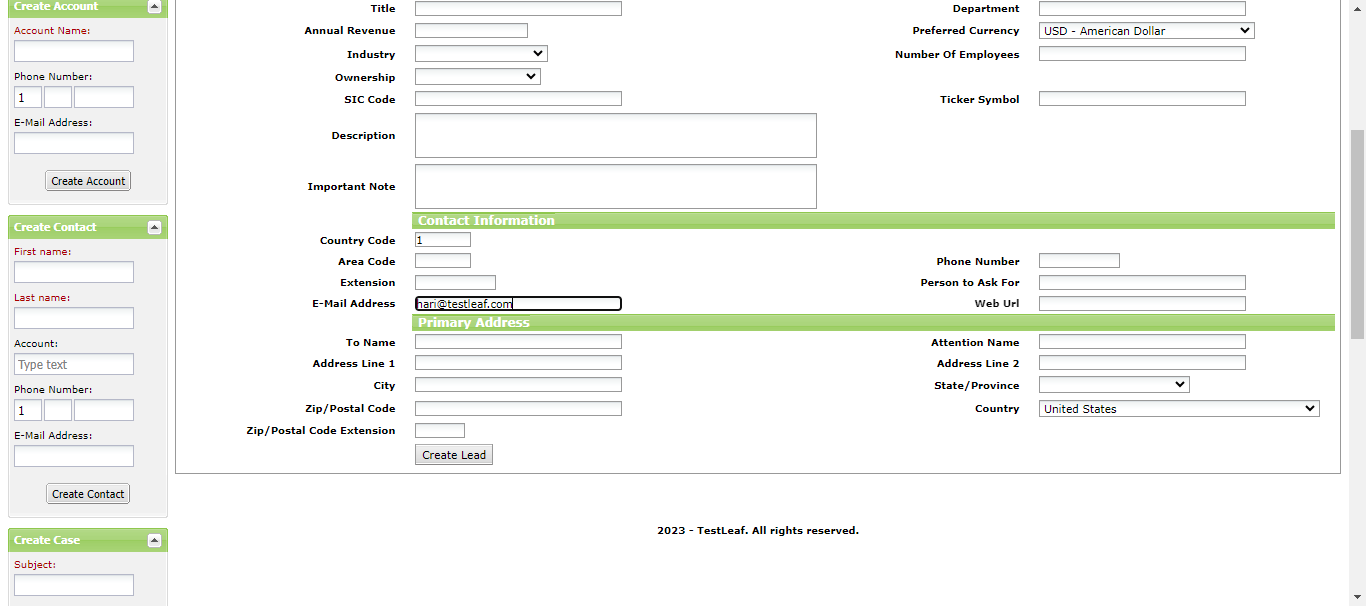 Create Account
Account Name:
Phone Number:
1
E-Mail Address:
Create Account
Create Contact
First name:
Last name:
Account:
Type text
Phone Number:
1
E-Mail Address:
Create Contact
Create Case
Subject:
Title
Department
Annual Revenue
Preferred Currency
USD - American Dollar
Industry
Number Of Employees
Ownership
SIC Code
Ticker Symbol
Description
Important Note
Contact Information
Country Code
1
Area Code
Phone Number
Extension
Person to Ask For
E-Mail Address
hari@testleaf.com
Web Url
Primary Address
To Name
Attention Name
Address Line 1
Address Line 2
City
State/Province
Zip/Postal Code
Country
United States
Zip/Postal Code Extension
Create Lead
2023 - TestLeaf. All rights reserved.